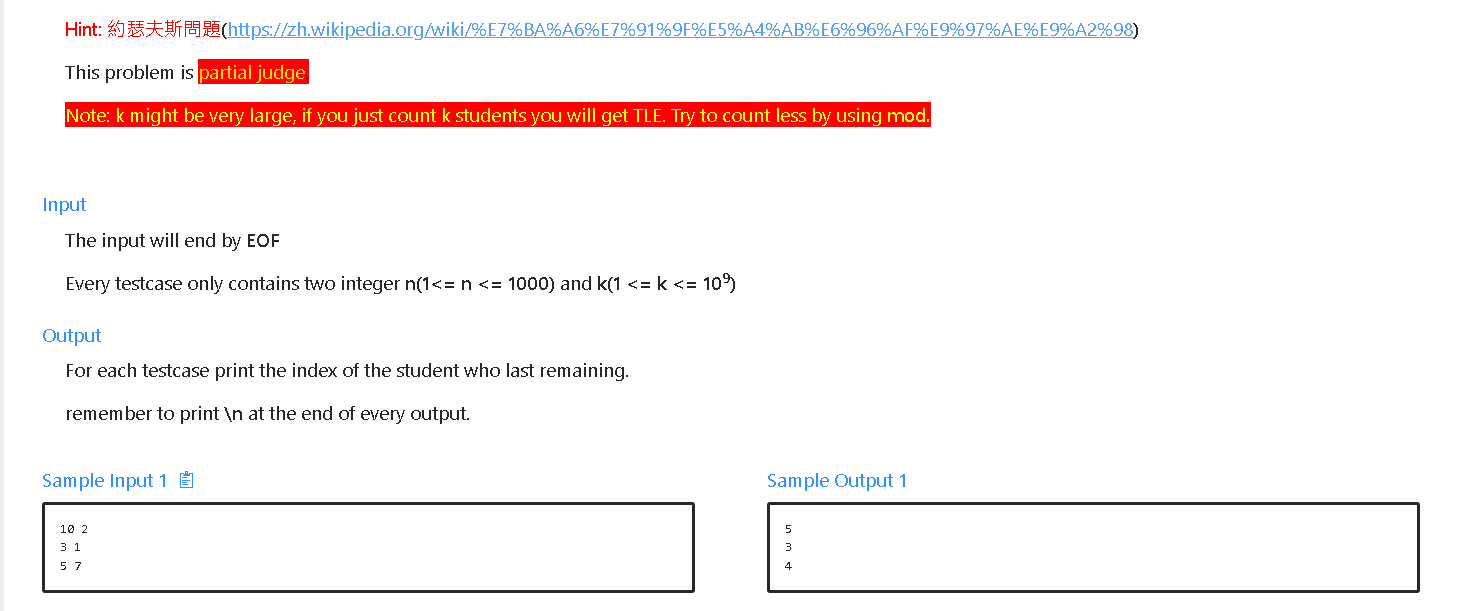 Hint: 約瑟夫斯問題(https://zh.wikipedia.org/wiki/%E7%BA%A6%E7%91%9F%E5%A4%AB%E6%96%AF%E9%97%AE%E9%A2%98)
This problem is partial judge
Note: k might be very large, if you just count k students you will get TLE. Try to count less by using mod.
Input
The input will end by EOF
Every testcase only contains two integer n(1<= n <= 1000) and k(1 <= k <= 10⁹)
Output
For each testcase print the index of the student who last remaining.
remember to print \n at the end of every output.
Sample Input 1
10 2
3 1
5 7
Sample Output 1
5
3
4